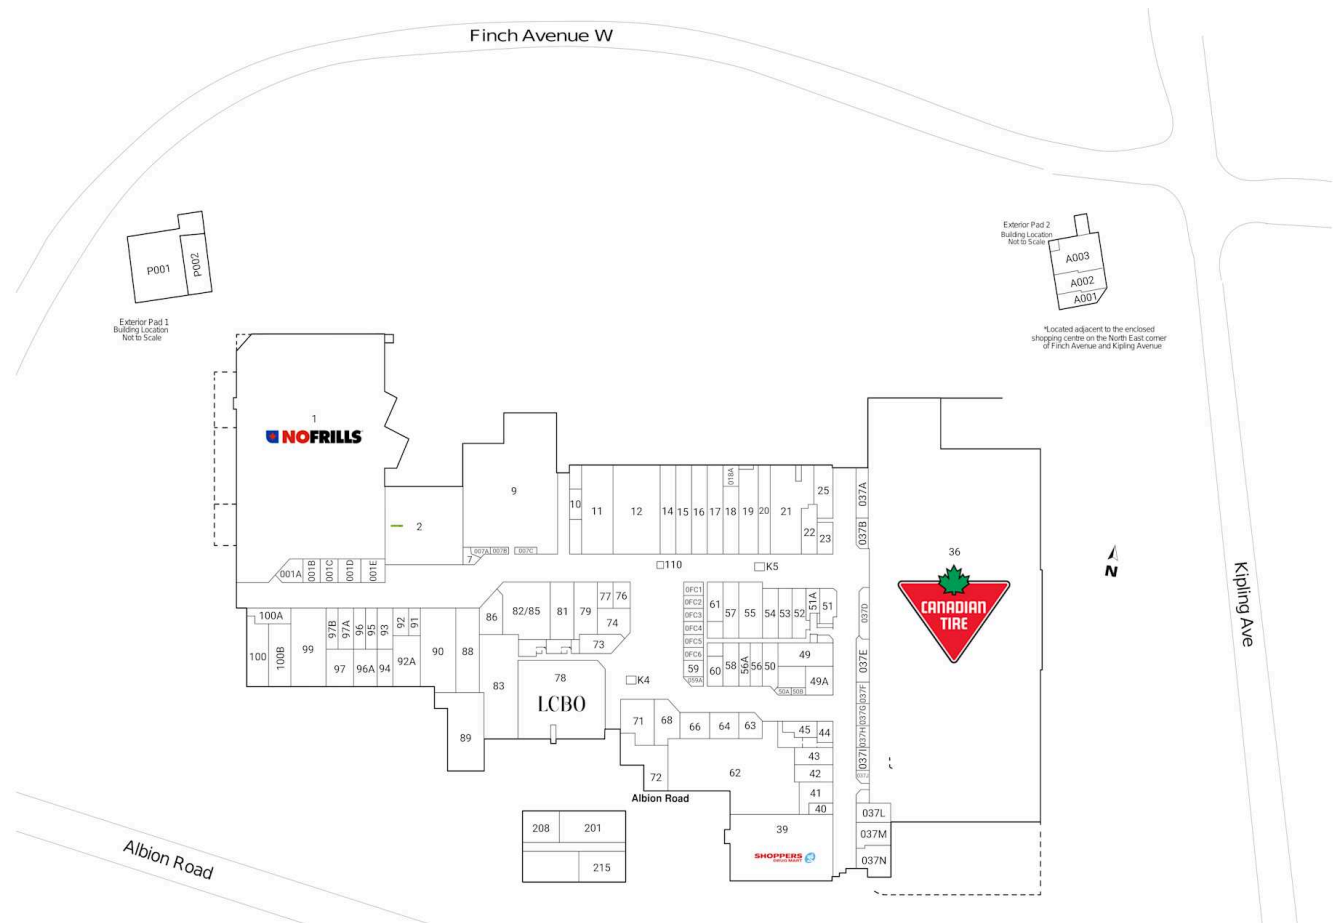 Finch Avenue W
Exterior Pad 2
Building Location
Not to Scale
P001
P002
A003
A002
A001
Exterior Pad 1
Building Location
Not to Scale
*Located adjacent to the enclosed
shopping centre on the North East corner
of Finch Avenue and Kipling Avenue
1
NOFRILLS
2
9
7
007A
007B
007C
10
11
12
14
15
16
17
018A
18
19
20
21
22
25
23
037A
037B
36
CANADIAN
TIRE
N
Kipling Ave
001A
001B
001C
001D
001E
110
K5
100A
100
100B
99
97B
97A
96
95
93
92
91
97
96A
94
92A
90
88
86
82/85
81
79
77
76
74
73
83
78
LCBO
89
K4
0FC1
0FC2
0FC3
0FC4
0FC5
0FC6
59
059A
61
57
55
54
53
52
51A
51
60
58
56A
56
50
49
49A
50A
50B
037D
037E
037F
037G
037H
037I
037J
71
68
66
64
63
45
44
43
42
41
40
72
62
Albion Road
39
SHOPPERS
DRUG MART
037L
037M
037N
208
201
215
Albion Road